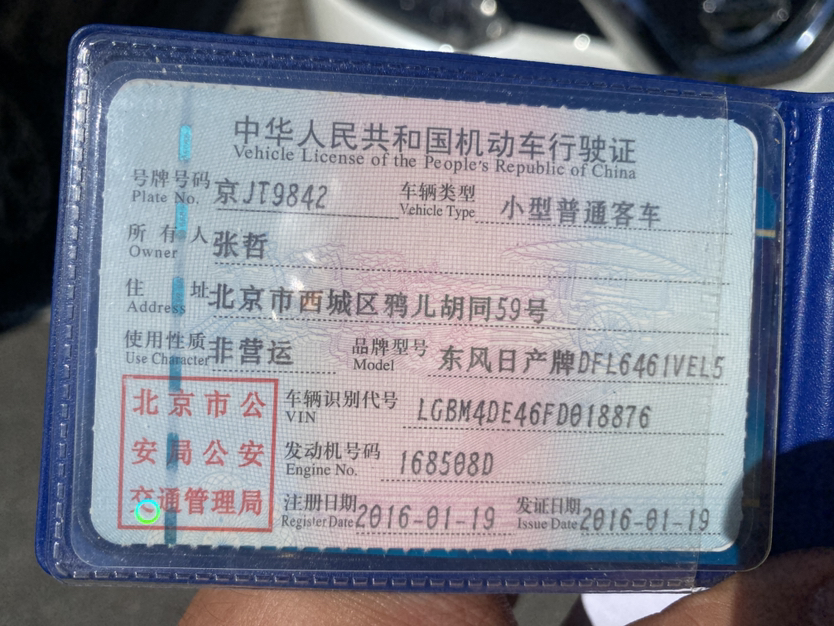 中华人民共和国机动车行驶证
Vehicle License of the People's Republic of China
号牌号码 京JT9842 车辆类型 小型普通客车
Plate No. Vehicle Type
所有人 张哲
Owner
住址 北京市西城区鸦儿胡同59号
Address
使用性质 非营运 品牌型号 东风日产牌DFL6461VEL5
Use Character Model
北京市公
安局公安
交通管理局
车辆识别代号 LGBM4DE46FD018876
VIN
发动机号码 168508D
Engine No.
注册日期 2016-01-19 发证日期 2016-01-19
Register Date Issue Date